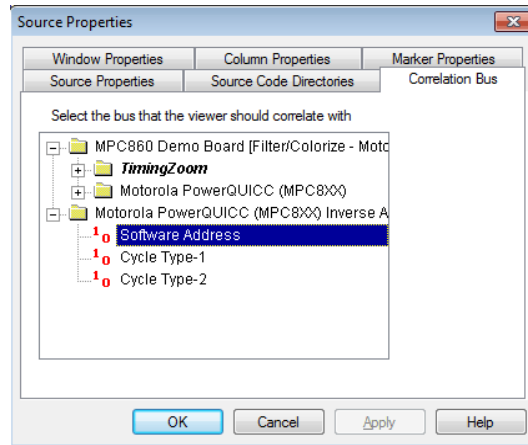 Source Properties
Window Properties Column Properties Marker Properties
Source Properties Source Code Directories Correlation Bus
Select the bus that the viewer should correlate with
MPC860 Demo Board [Filter/Colorize - Moto
TimingZoom
Motorola PowerQUICC (MPC8XX)
Motorola PowerQUICC (MPC8XX) Inverse A
Software Address
Cycle Type-1
Cycle Type-2
OK Cancel Apply Help